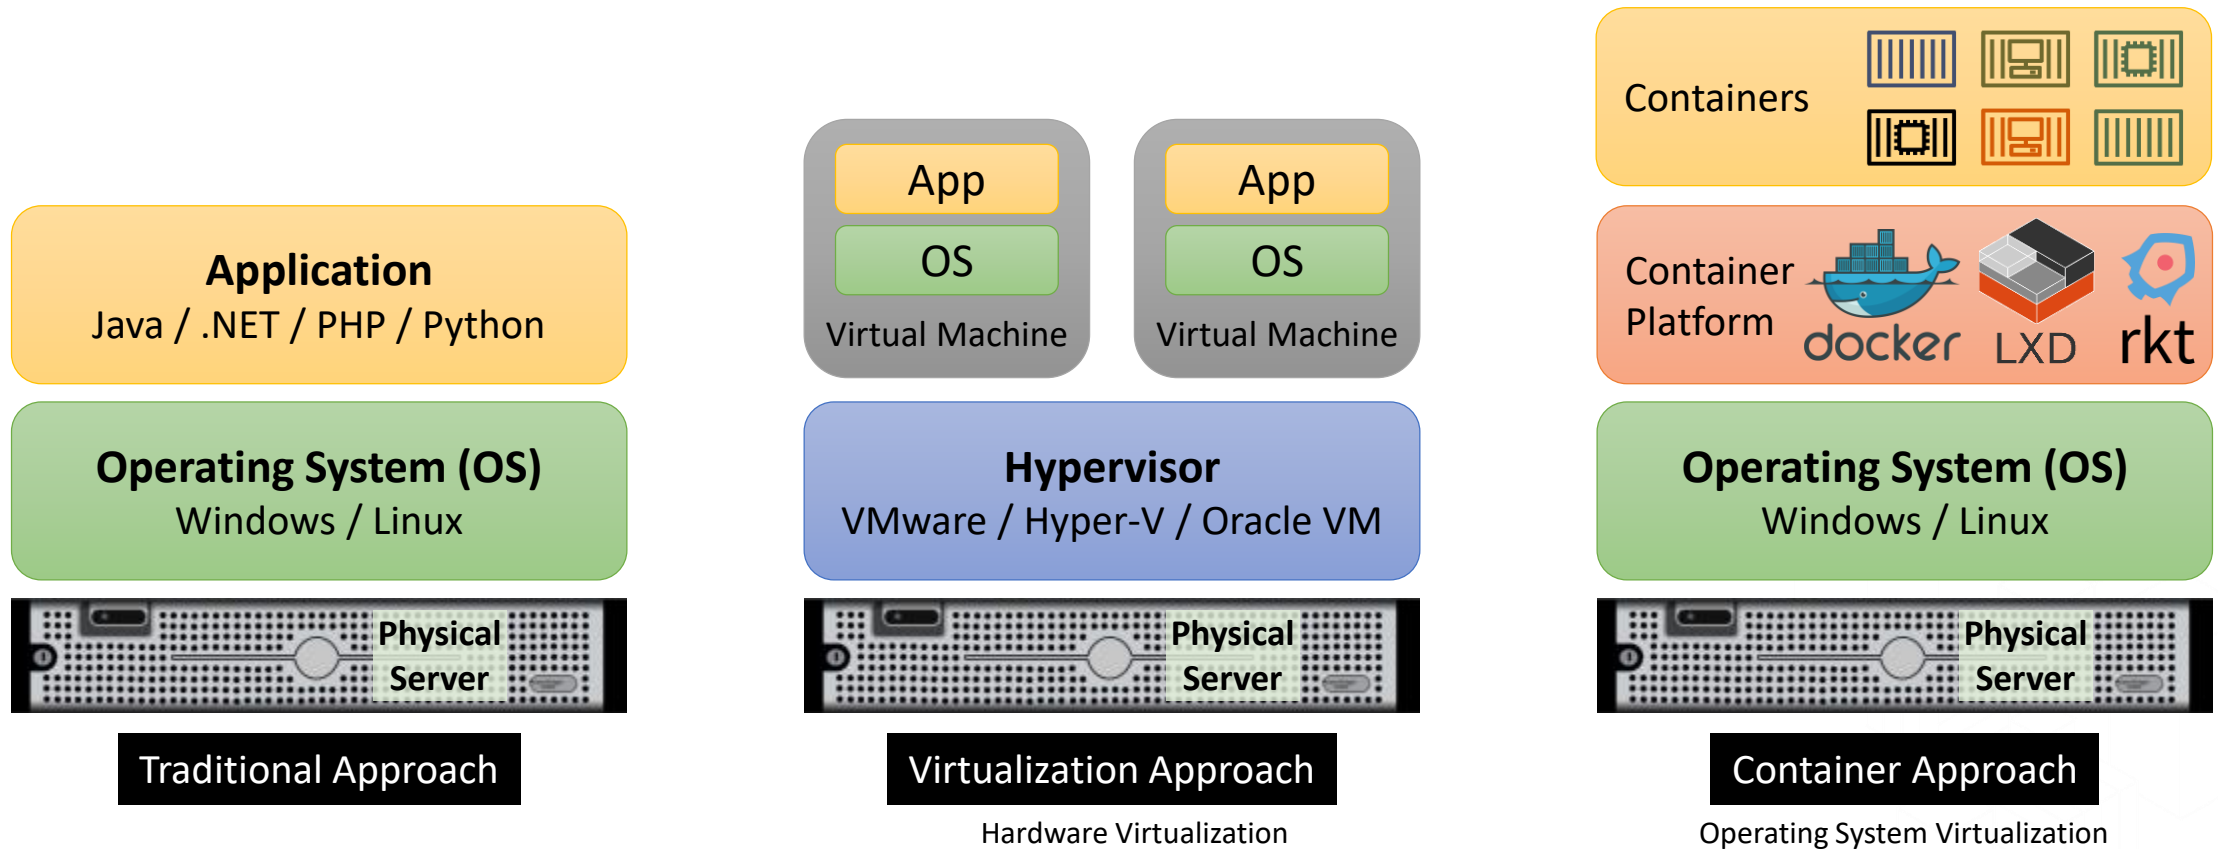 Application
Java / .NET / PHP / Python
Operating System (OS)
Windows / Linux
Physical
Server
Traditional Approach
App
OS
Virtual Machine
App
OS
Virtual Machine
Hypervisor
VMware / Hyper-V / Oracle VM
Physical
Server
Virtualization Approach
Hardware Virtualization
Containers
Container
Platform
docker
LXD
rkt
Operating System (OS)
Windows / Linux
Physical
Server
Container Approach
Operating System Virtualization